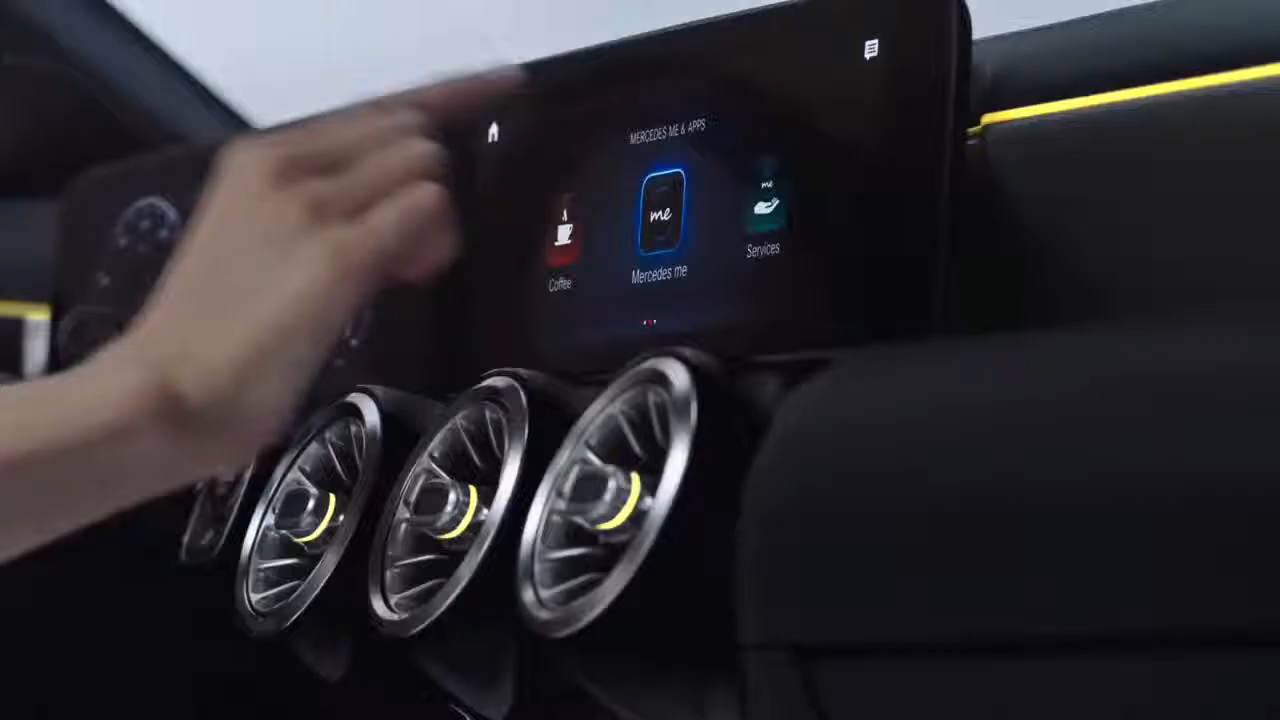 MERCEDES ME & APPS
me
me
Coffee
Mercedes me
Services